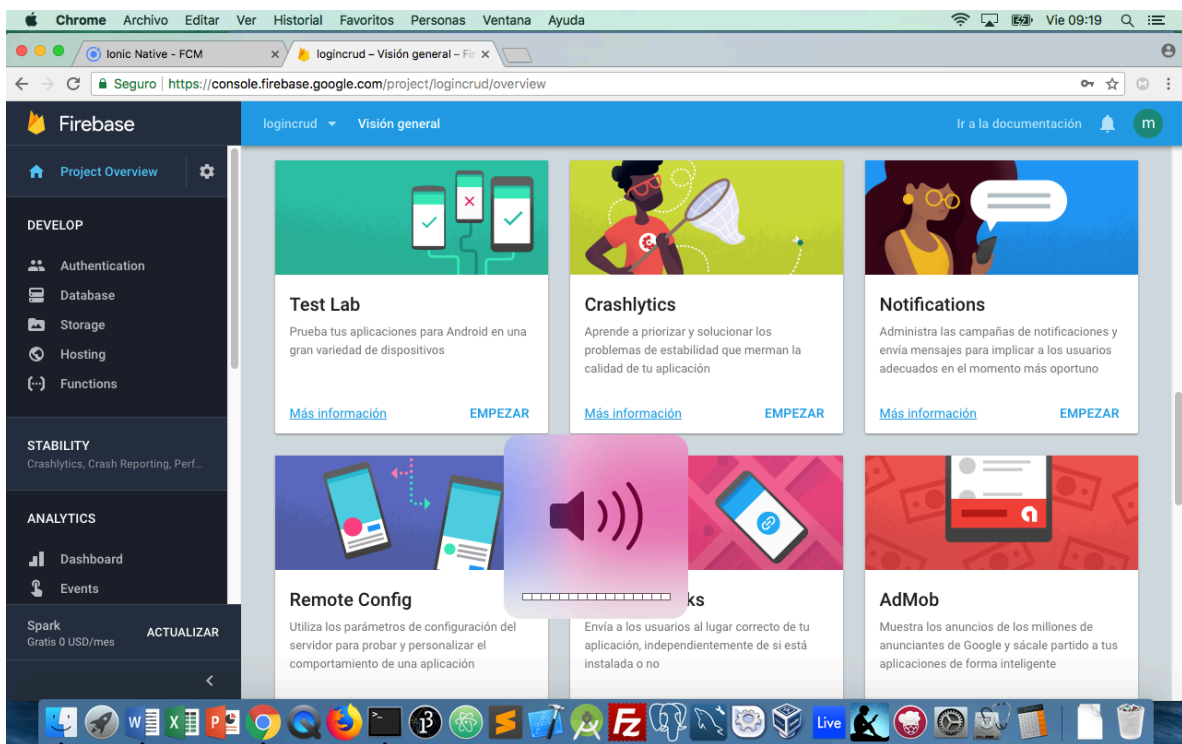 Chrome Archivo Editar Ver Historial Favoritos Personas Ventana Ayuda Vie 09:19
Ionic Native - FCM
logincrud – Visión general – Fir
Seguro https://console.firebase.google.com/project/logincrud/overview
Firebase
logincrud Visión general Ir a la documentación m
Project Overview
DEVELOP
Authentication
Database
Storage
Hosting
Functions
STABILITY
Crashlytics, Crash Reporting, Perf...
ANALYTICS
Dashboard
Events
Spark
Gratis 0 USD/mes
ACTUALIZAR
Test Lab
Prueba tus aplicaciones para Android en una
gran variedad de dispositivos
Más información EMPEZAR
Crashlytics
Aprende a priorizar y solucionar los
problemas de estabilidad que merman la
calidad de tu aplicación
Más información EMPEZAR
Notifications
Administra las campañas de notificaciones y
envía mensajes para implicar a los usuarios
adecuados en el momento más oportuno
Más información EMPEZAR
Remote Config
Utiliza los parámetros de configuración del
servidor para probar y personalizar el
comportamiento de una aplicación
ks
Envía a los usuarios al lugar correcto de tu
aplicación, independientemente de si está
instalada o no
AdMob
Muestra los anuncios de los millones de
anunciantes de Google y sácale partido a tus
aplicaciones de forma inteligente
Live